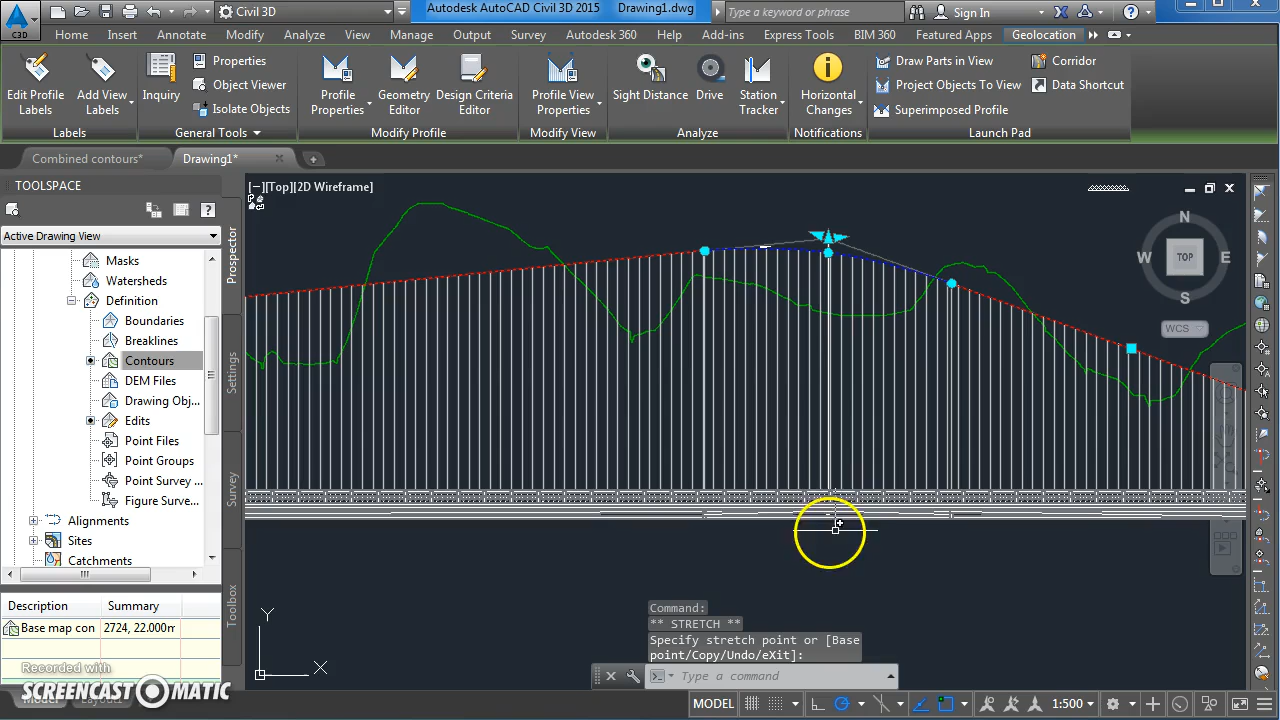 C3D
Civil 3D
Autodesk AutoCAD Civil 3D 2015 Drawing1.dwg
Type a keyword or phrase
Sign In
Home Insert Annotate Modify Analyze View Manage Output Survey Autodesk 360 Help Add-ins Express Tools BIM 360 Featured Apps Geolocation
Edit Profile Labels
Add View Labels
Inquiry
Properties
Object Viewer
Isolate Objects
Profile Properties
Geometry Editor
Design Criteria Editor
Profile View Properties
Sight Distance
Drive
Station Tracker
Horizontal Changes
Draw Parts in View
Project Objects To View
Superimposed Profile
Corridor
Data Shortcut
Labels
General Tools
Modify Profile
Modify View
Analyze
Notifications
Launch Pad
Combined contours*
Drawing1*
TOOLSPACE
Active Drawing View
Masks
Watersheds
Definition
Boundaries
Breaklines
Contours
DEM Files
Drawing Obj...
Edits
Point Files
Point Groups
Point Survey ...
Figure Surve...
Alignments
Sites
Catchments
Description Summary
Base map con 2724, 22.000m
Prospector
Settings
Survey
Toolbox
[−][Top][2D Wireframe]
N
W TOP E
S
WCS
Y
X
Command:
** STRETCH **
Specify stretch point or [Base
point/Copy/Undo/eXit]:
Type a command
Recorded with
SCREENCAST MATIC
Model Layout1
MODEL
1:500